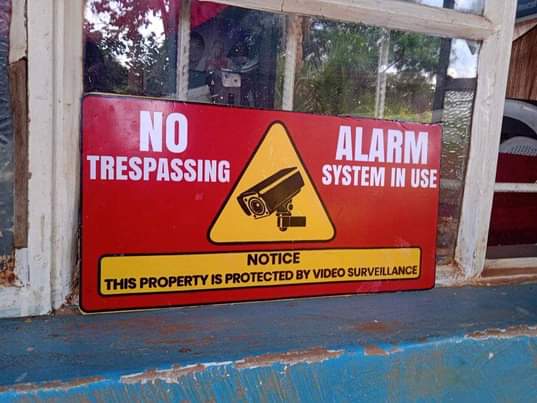 NO
TRESPASSING
ALARM
SYSTEM IN USE
NOTICE
THIS PROPERTY IS PROTECTED BY VIDEO SURVEILLANCE